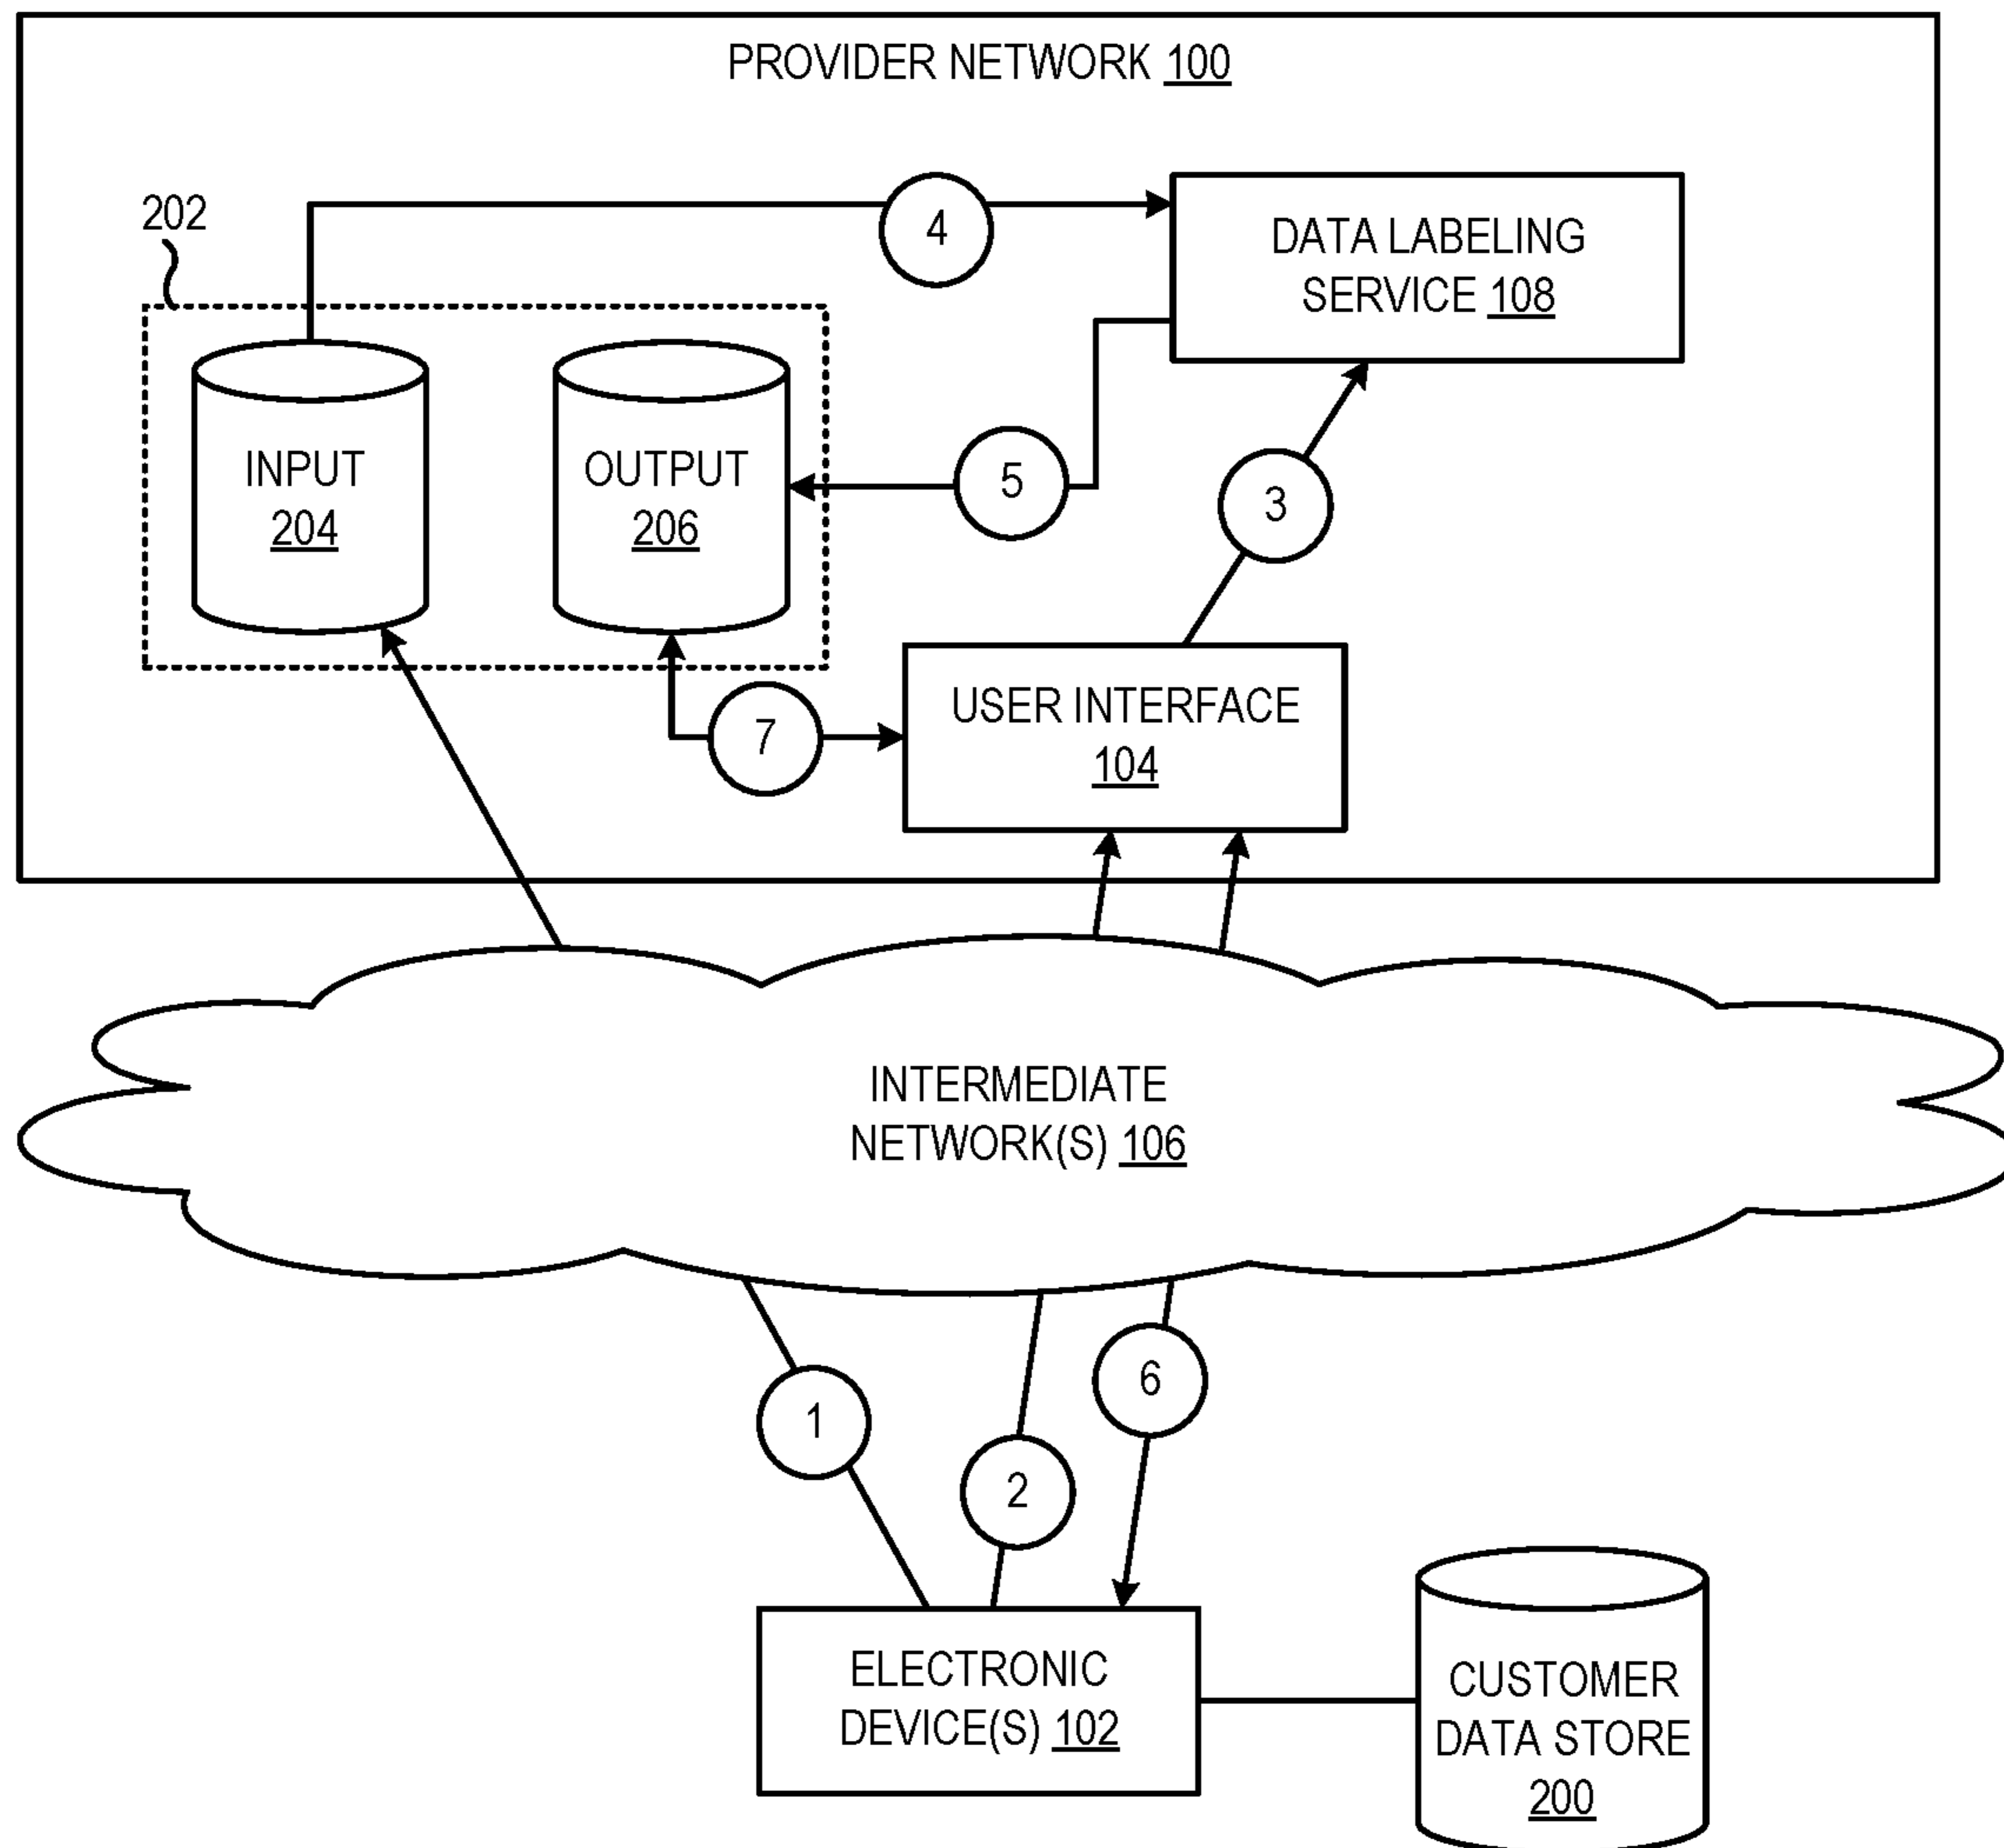 PROVIDER NETWORK 100
202
4
DATA LABELING
SERVICE 108
INPUT
204
OUTPUT
206
5
3
7
USER INTERFACE
104
INTERMEDIATE
NETWORK(S) 106
1
2
6
ELECTRONIC
DEVICE(S) 102
CUSTOMER
DATA STORE
200